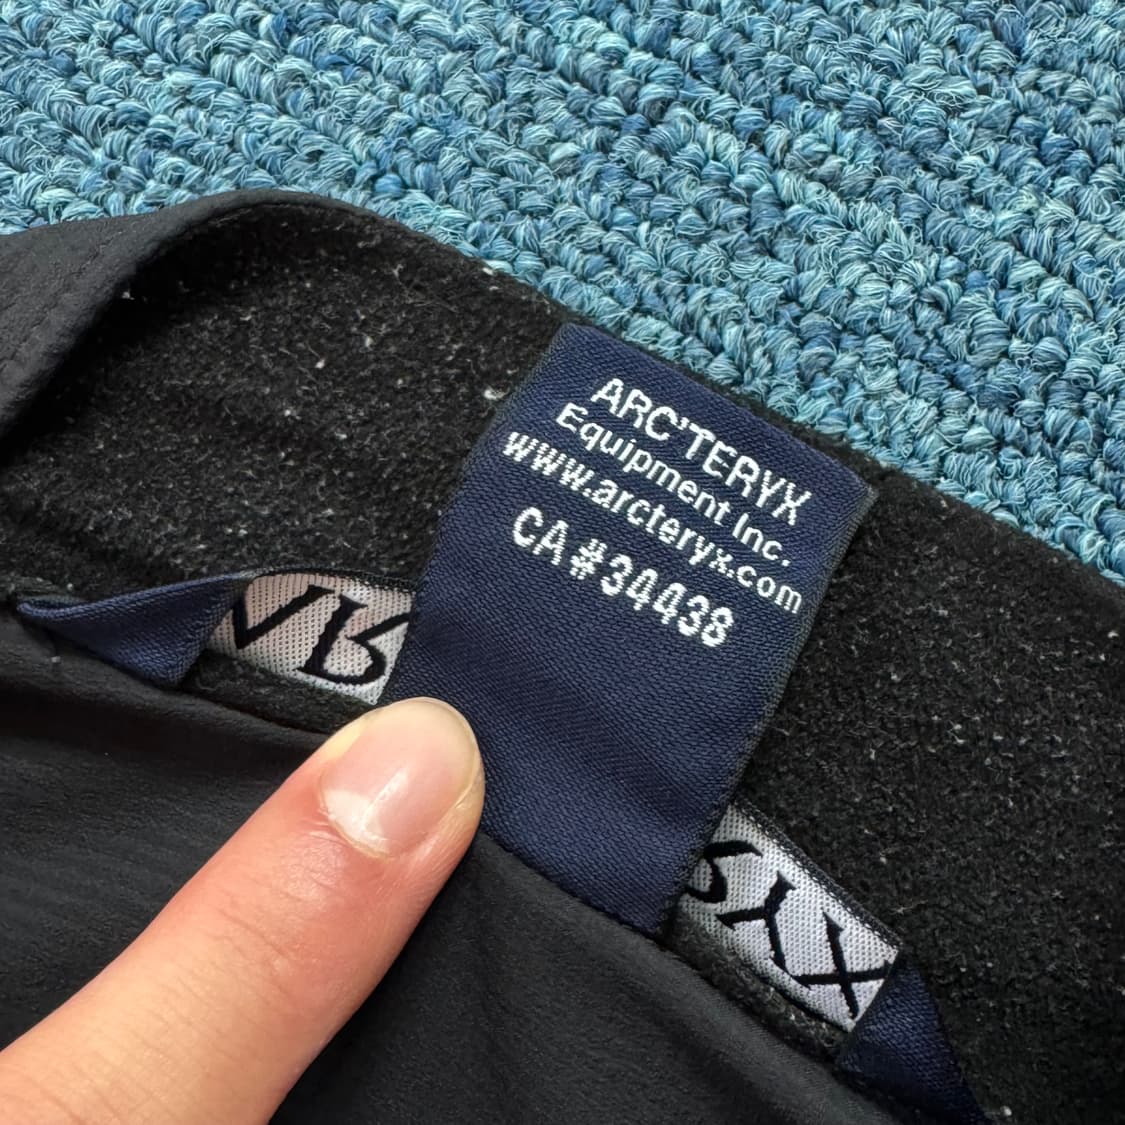 ARC'TERYX
Equipment Inc.
www.arcteryx.com
CA#34438